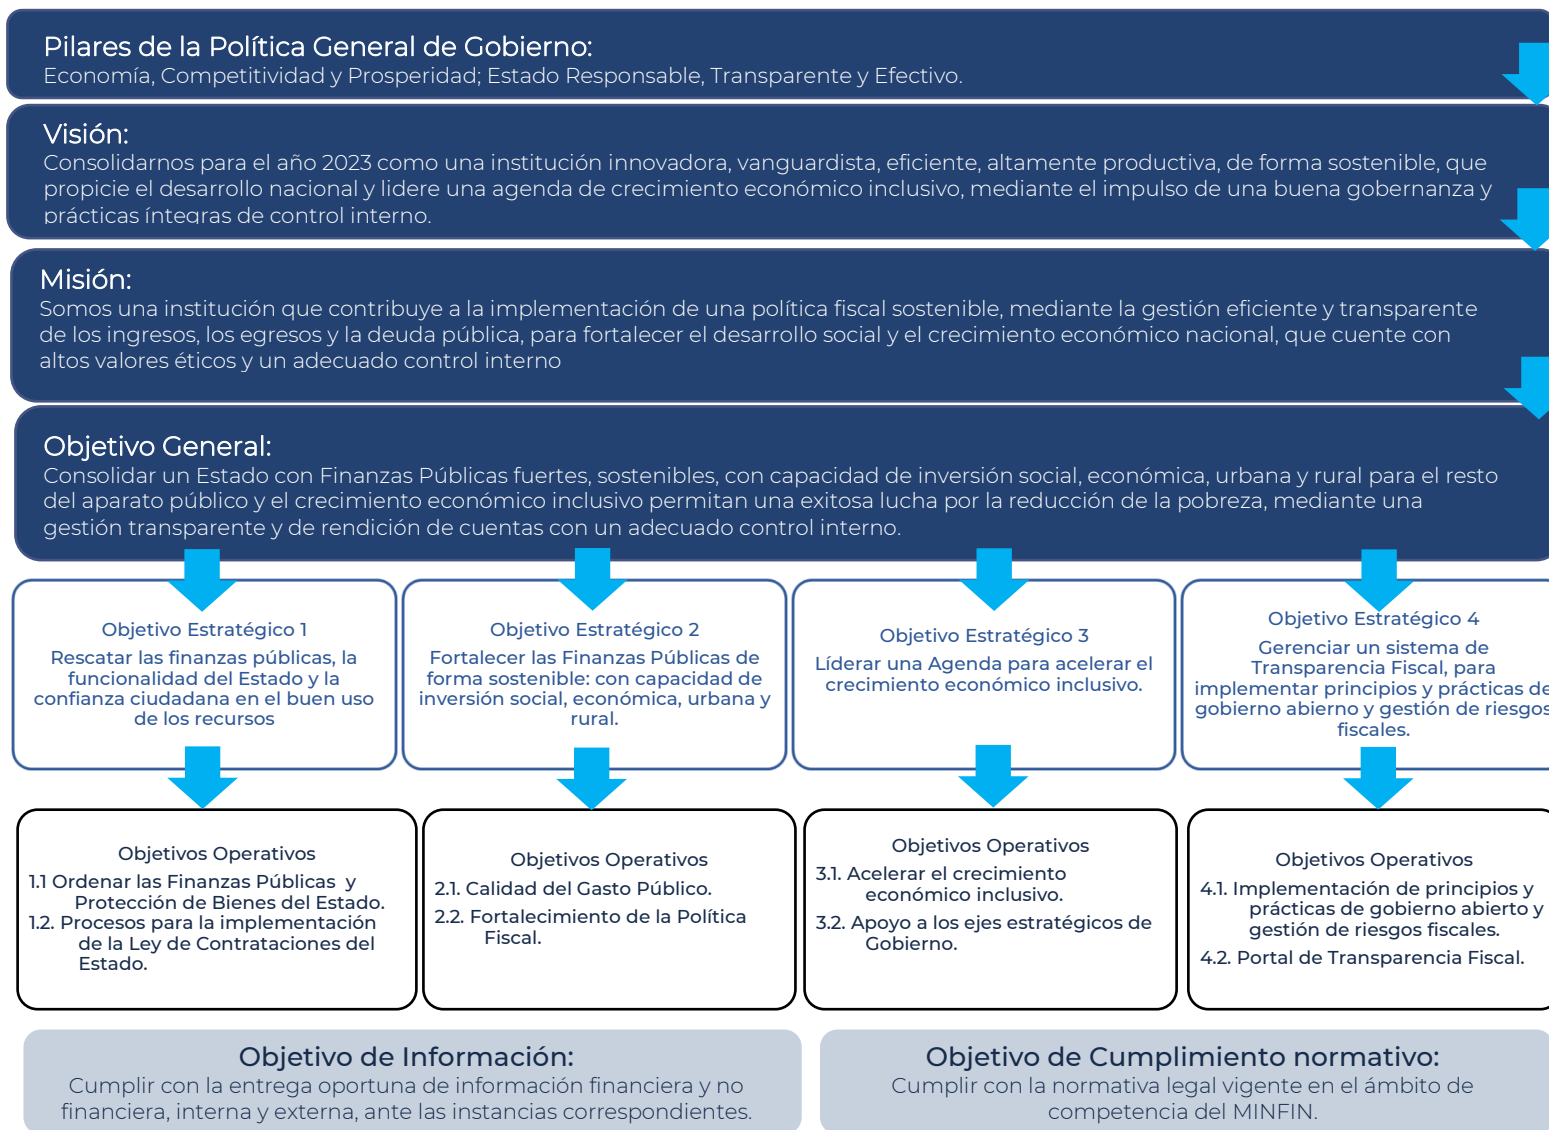 Pilares de la Política General de Gobierno:
Economía, Competitividad y Prosperidad; Estado Responsable, Transparente y Efectivo.
Visión:
Consolidarnos para el año 2023 como una institución innovadora, vanguardista, eficiente, altamente productiva, de forma sostenible, que
propicie el desarrollo nacional y lidere una agenda de crecimiento económico inclusivo, mediante el impulso de una buena gobernanza y
prácticas íntegras de control interno.
Misión:
Somos una institución que contribuye a la implementación de una política fiscal sostenible, mediante la gestión eficiente y transparente
de los ingresos, los egresos y la deuda pública, para fortalecer el desarrollo social y el crecimiento económico nacional, que cuente con
altos valores éticos y un adecuado control interno
Objetivo General:
Consolidar un Estado con Finanzas Públicas fuertes, sostenibles, con capacidad de inversión social, económica, urbana y rural para el resto
del aparato público y el crecimiento económico inclusivo permitan una exitosa lucha por la reducción de la pobreza, mediante una
gestión transparente y de rendición de cuentas con un adecuado control interno.
Objetivo Estratégico 1
Rescatar las finanzas públicas, la
funcionalidad del Estado y la
confianza ciudadana en el buen uso
de los recursos
Objetivo Estratégico 2
Fortalecer las Finanzas Públicas de
forma sostenible: con capacidad de
inversión social, económica, urbana y
rural.
Objetivo Estratégico 3
Líderar una Agenda para acelerar el
crecimiento económico inclusivo.
Objetivo Estratégico 4
Gerenciar un sistema de
Transparencia Fiscal, para
implementar principios y prácticas de
gobierno abierno y gestión de riesgos
fiscales.
Objetivos Operativos
1.1 Ordenar las Finanzas Públicas y
Protección de Bienes del Estado.
1.2. Procesos para la implementación
de la Ley de Contrataciones del
Estado.
Objetivos Operativos
2.1. Calidad del Gasto Público.
2.2. Fortalecimiento de la Política
Fiscal.
Objetivos Operativos
3.1. Acelerar el crecimiento
económico inclusivo.
3.2. Apoyo a los ejes estratégicos de
Gobierno.
Objetivos Operativos
4.1. Implementación de principios y
prácticas de gobierno abierto y
gestión de riesgos fiscales.
4.2. Portal de Transparencia Fiscal.
Objetivo de Información:
Cumplir con la entrega oportuna de información financiera y no
financiera, interna y externa, ante las instancias correspondientes.
Objetivo de Cumplimiento normativo:
Cumplir con la normativa legal vigente en el ámbito de
competencia del MINFIN.